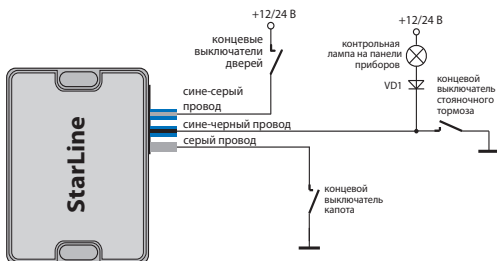 +12/24 В
концевые
выключатели
дверей
+12/24 В
контрольная
лампа на панели
приборов
VD1
концевой
выключатель
стояночного
тормоза
сине-серый
провод
сине-черный провод
серый провод
концевой
выключатель
капота
StarLine